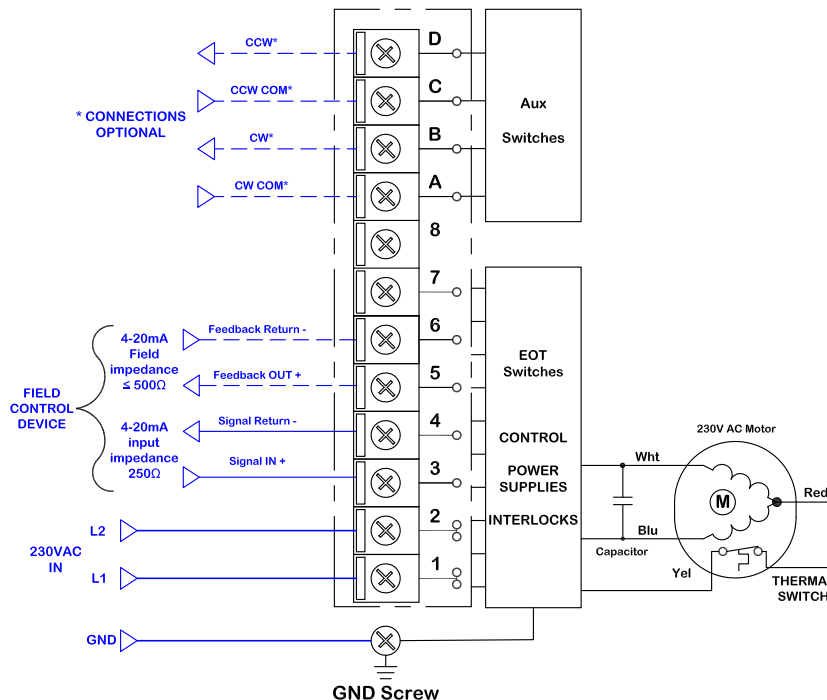 CCW*
D
CCW COM*
C
* CONNECTIONS
OPTIONAL
CW*
B
CW COM*
A
Aux
Switches
8
7
Feedback Return -
6
4-20mA
Field
impedance
≤ 500Ω
Feedback OUT +
5
FIELD
CONTROL
DEVICE
Signal Return -
4
4-20mA
input
impedance
250Ω
Signal IN +
3
EOT
Switches
CONTROL
POWER
SUPPLIES
INTERLOCKS
L2
2
230VAC
IN
L1
1
GND
GND Screw
230V AC Motor
Wht
Red
M
Blu
Capacitor
Yel
THERMA
SWITCH